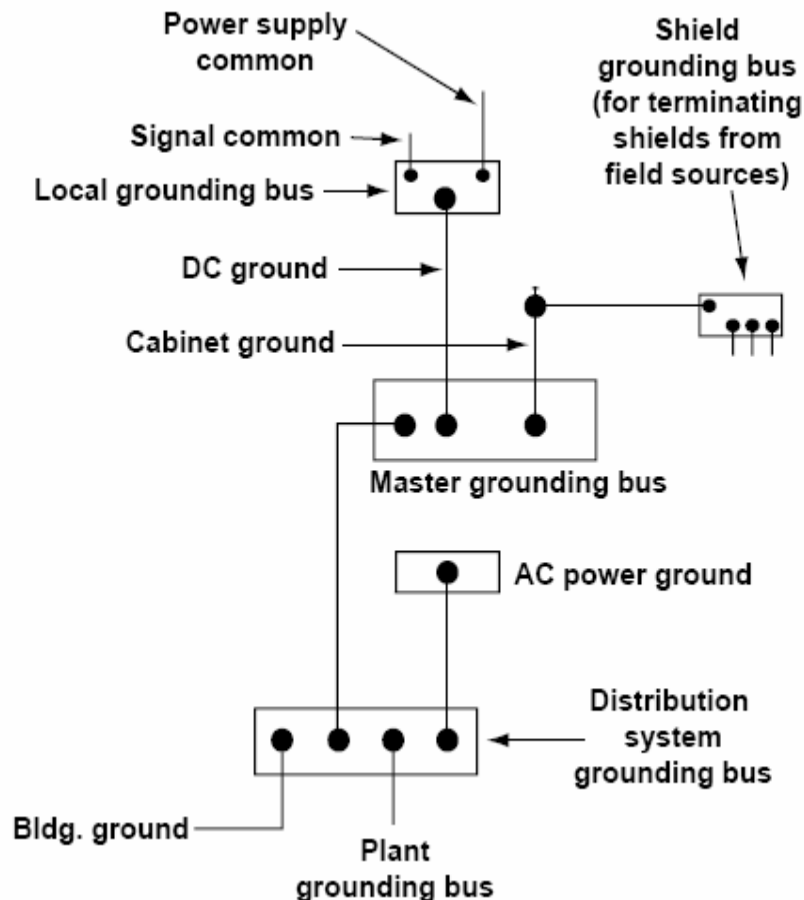 Power supply
common
Shield
grounding bus
(for terminating
shields from
field sources)
Signal common
Local grounding bus
DC ground
Cabinet ground
Master grounding bus
AC power ground
Distribution
system
grounding bus
Bldg. ground
Plant
grounding bus